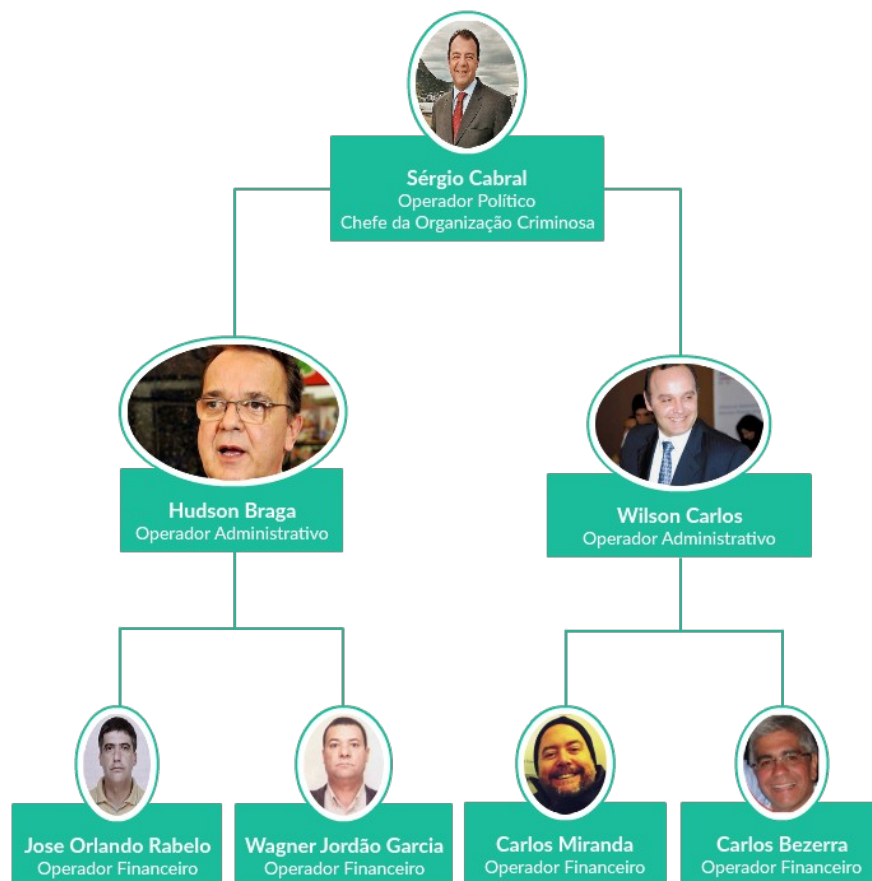 Sérgio Cabral
Operador Político
Chefe da Organização Criminosa
Hudson Braga
Operador Administrativo
Wilson Carlos
Operador Administrativo
Jose Orlando Rabelo
Operador Financeiro
Wagner Jordão Garcia
Operador Financeiro
Carlos Miranda
Operador Financeiro
Carlos Bezerra
Operador Financeiro